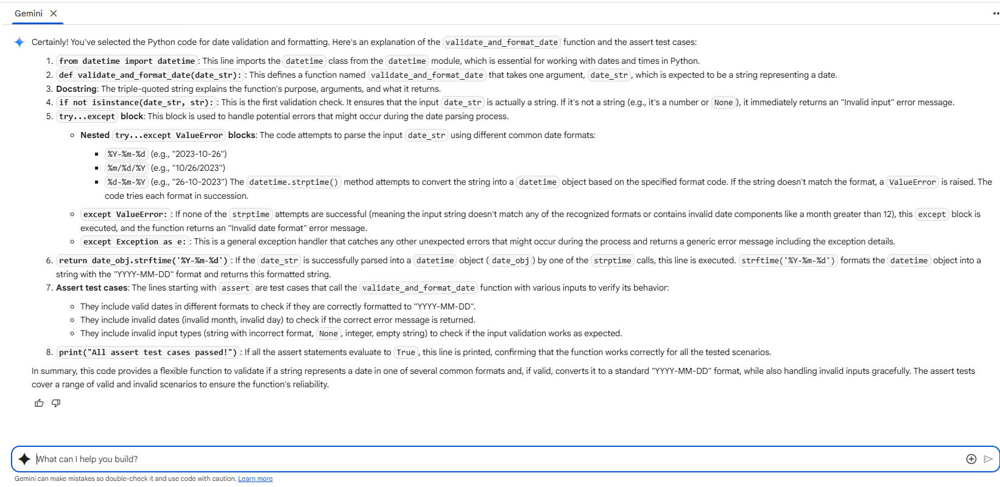 Gemini
Certainly! You've selected the Python code for date validation and formatting. Here's an explanation of the validate_and_format_date function and the assert test cases:
1. from datetime import datetime : This line imports the datetime class from the datetime module, which is essential for working with dates and times in Python.
2. def validate_and_format_date(date_str): : This defines a function named validate_and_format_date that takes one argument, date_str , which is expected to be a string representing a date.
3. Docstring: The triple-quoted string explains the function's purpose, arguments, and what it returns.
4. if not isinstance(date_str, str): : This is the first validation check. It ensures that the input date_str is actually a string. If it's not a string (e.g., it's a number or None ), it immediately returns an "Invalid input" error message.
5. try...except block: This block is used to handle potential errors that might occur during the date parsing process.
Nested try...except ValueError blocks: The code attempts to parse the input date_str using different common date formats:
%Y-%m-%d (e.g., "2023-10-26")
%m/%d/%Y (e.g., "10/26/2023")
%d-%m-%Y (e.g., "26-10-2023") The datetime.strptime() method attempts to convert the string into a datetime object based on the specified format code. If the string doesn't match the format, a ValueError is raised. The
code tries each format in succession.
except ValueError: : If none of the strptime attempts are successful (meaning the input string doesn't match any of the recognized formats or contains invalid date components like a month greater than 12), this except block is
executed, and the function returns an "Invalid date format" error message.
except Exception as e: : This is a general exception handler that catches any other unexpected errors that might occur during the process and returns a generic error message including the exception details.
6. return date_obj.strftime('%Y-%m-%d') : If the date_str is successfully parsed into a datetime object ( date_obj ) by one of the strptime calls, this line is executed. strftime('%Y-%m-%d') formats the datetime object into a
string with the "YYYY-MM-DD" format and returns this formatted string.
7. Assert test cases: The lines starting with assert are test cases that call the validate_and_format_date function with various inputs to verify its behavior:
They include valid dates in different formats to check if they are correctly formatted to "YYYY-MM-DD".
They include invalid dates (invalid month, invalid day) to check if the correct error message is returned.
They include invalid input types (string with incorrect format, None , integer, empty string) to check if the input validation works as expected.
8. print("All assert test cases passed!") : If all the assert statements evaluate to True , this line is printed, confirming that the function works correctly for all the tested scenarios.
In summary, this code provides a flexible function to validate if a string represents a date in one of several common formats and, if valid, converts it to a standard "YYYY-MM-DD" format, while also handling invalid inputs gracefully. The assert tests
cover a range of valid and invalid scenarios to ensure the function's reliability.
What can I help you build?
Gemini can make mistakes so double-check it and use code with caution. Learn more